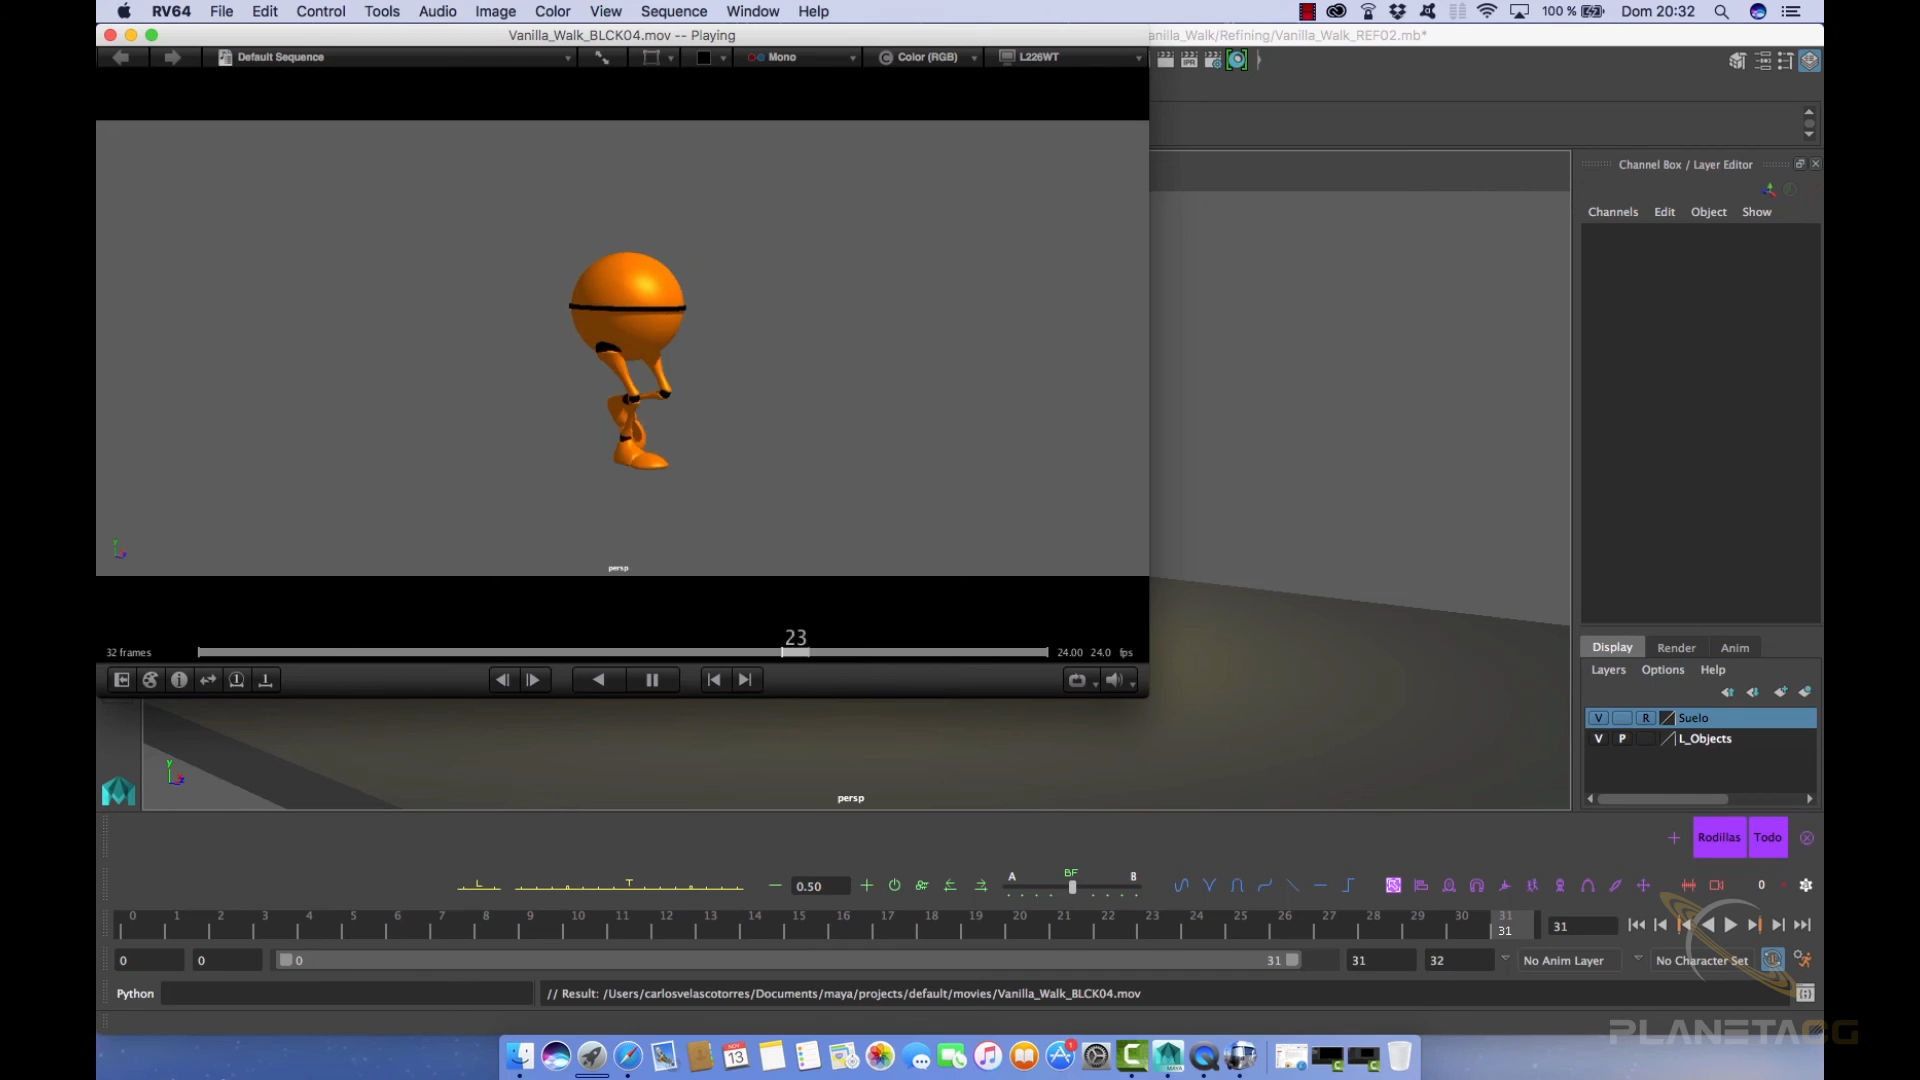 RV64 File Edit Control Tools Audio Image Color View Sequence Window Help 100 % Dom 20:32
Vanilla_Walk_BLCK04.mov -- Playing
anilla_Walk/Refining/Vanilla_Walk_REF02.mb*
Default Sequence Mono Color (RGB) L226WT
IPR
Channel Box / Layer Editor
Channels Edit Object Show
persp
23
32 frames 24.00 24.0 fps
Display Render Anim
Layers Options Help
V R Suelo
V P L_Objects
y
persp
Rodillas Todo
L T 0.50 A BF B 0
0 1 2 3 4 5 6 7 8 9 10 11 12 13 14 15 16 17 18 19 20 21 22 23 24 25 26 27 28 29 30 31
31 31
0 0 0 31 31 32 No Anim Layer No Character Set
Python // Result: /Users/carlosvelascotorres/Documents/maya/projects/default/movies/Vanilla_Walk_BLCK04.mov
PLANETACG
NOV
13
1
MAYA